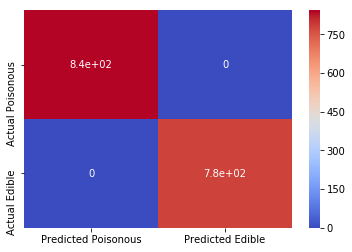 Actual Poisonous
8.4e+02
0
Actual Edible
0
7.8e+02
Predicted Poisonous
Predicted Edible
750
600
450
300
150
0